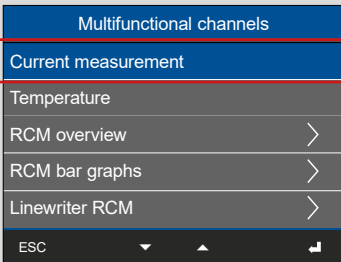 Multifunctional channels
Current measurement
Temperature
RCM overview
RCM bar graphs
Linewriter RCM
ESC